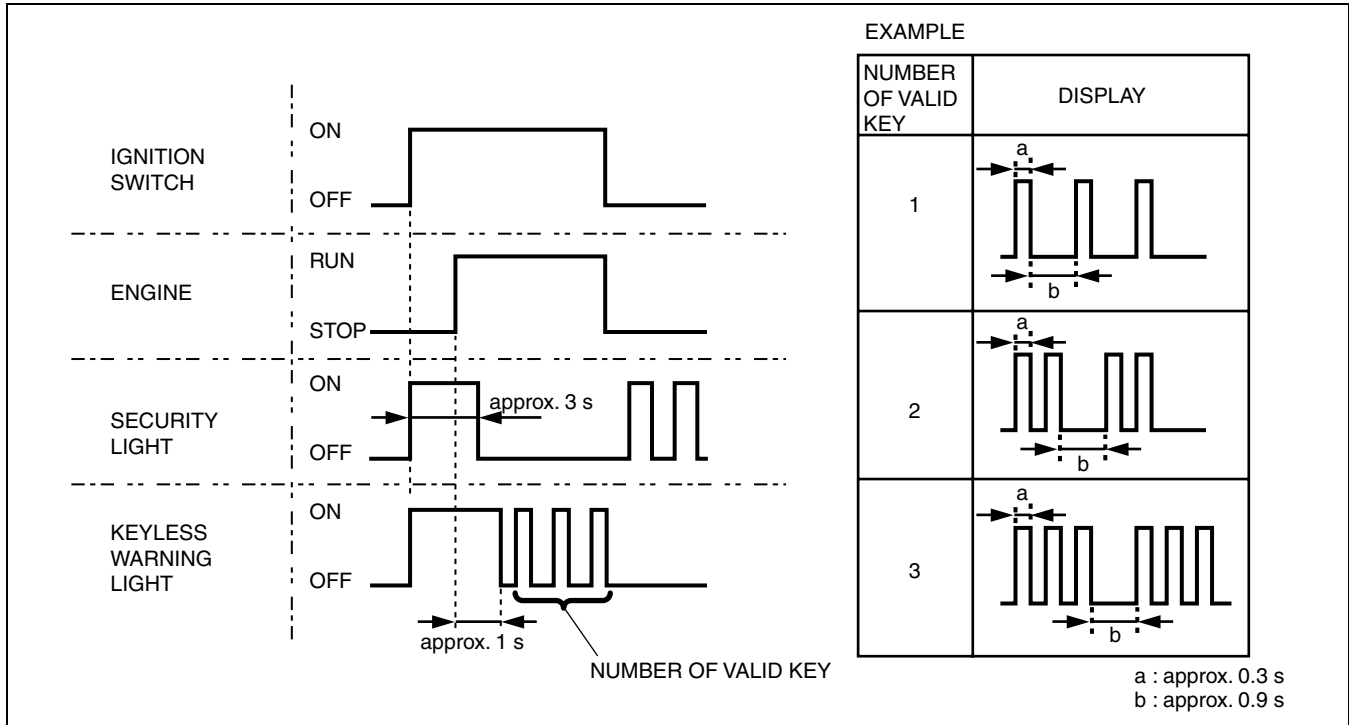 IGNITION
SWITCH
ON
OFF
ENGINE
RUN
STOP
SECURITY
LIGHT
ON
OFF
approx. 3 s
KEYLESS
WARNING
LIGHT
ON
OFF
approx. 1 s
NUMBER OF VALID KEY
EXAMPLE
NUMBER
OF VALID
KEY
DISPLAY
1
a
b
2
a
b
3
a
b
a : approx. 0.3 s
b : approx. 0.9 s